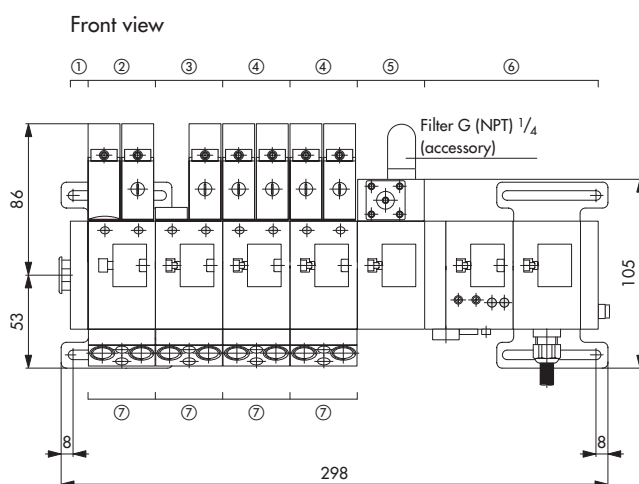 Front view
① ② ③ ④ ④ ⑤ ⑥
Filter G (NPT) 1/4
(accessory)
86
53
105
⑦ ⑦ ⑦ ⑦
8
8
298